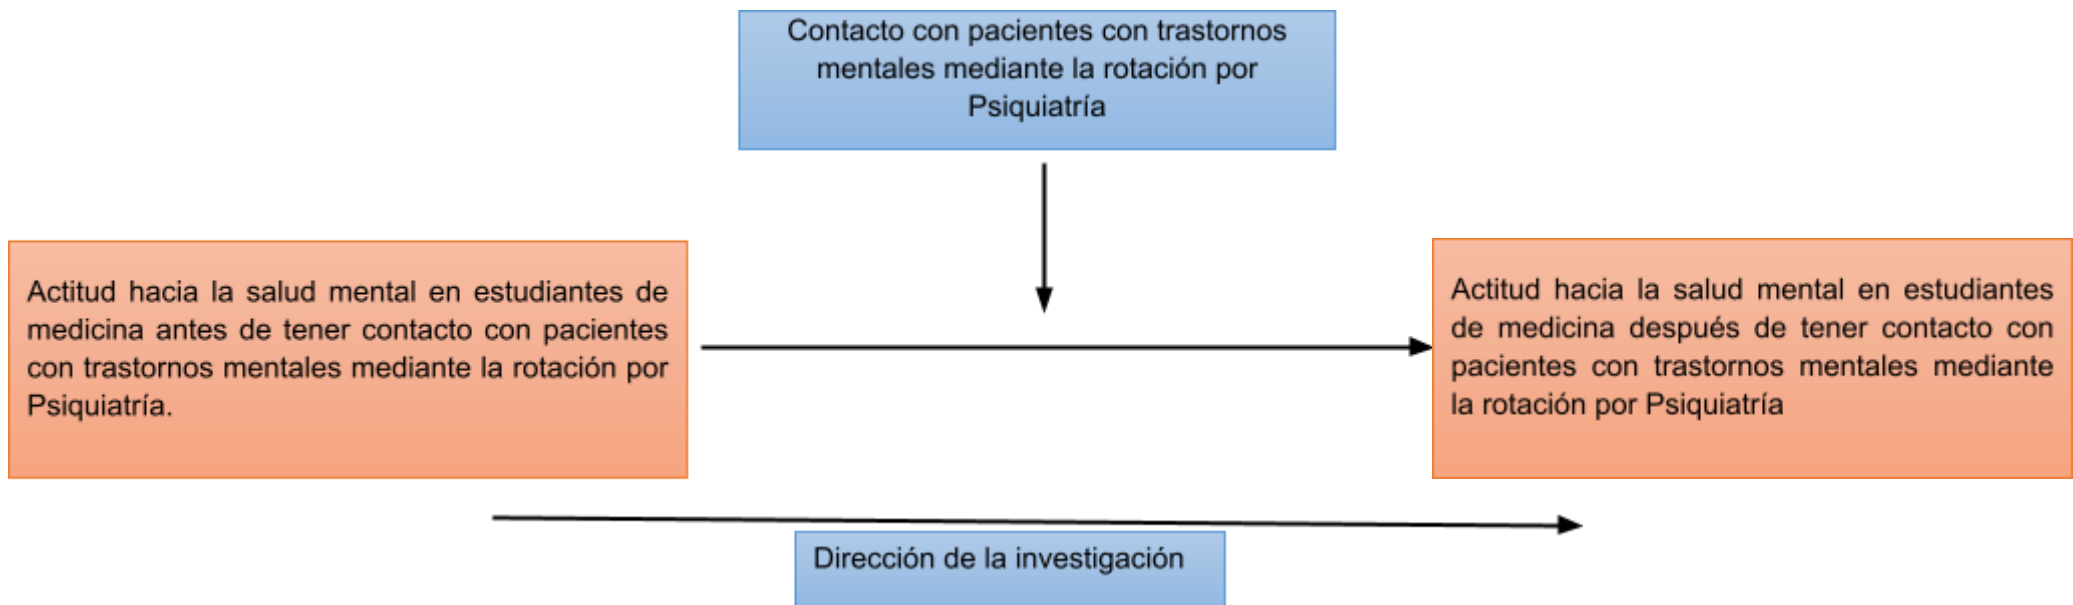 Contacto con pacientes con trastornos
mentales mediante la rotación por
Psiquiatría
Actitud hacia la salud mental en estudiantes de
medicina antes de tener contacto con pacientes
con trastornos mentales mediante la rotación por
Psiquiatría.
Actitud hacia la salud mental en estudiantes
de medicina después de tener contacto con
pacientes con trastornos mentales mediante
la rotación por Psiquiatría
Dirección de la investigación